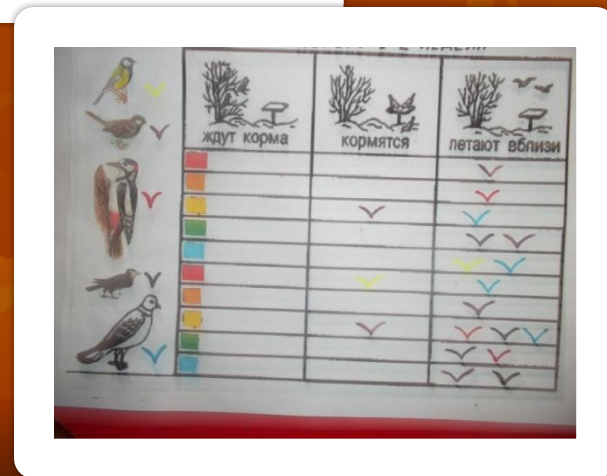 ждут корма
кормятся
летают вблизи